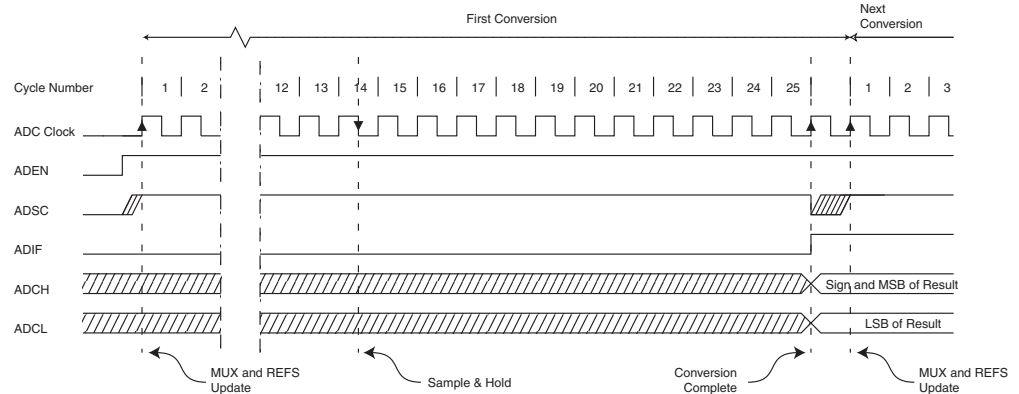 First Conversion
Next
Conversion
Cycle Number 1 2 12 13 14 15 16 17 18 19 20 21 22 23 24 25 1 2 3
ADC Clock
ADEN
ADSC
ADIF
ADCH Sign and MSB of Result
ADCL LSB of Result
MUX and REFS
Update
Sample & Hold
Conversion
Complete
MUX and REFS
Update